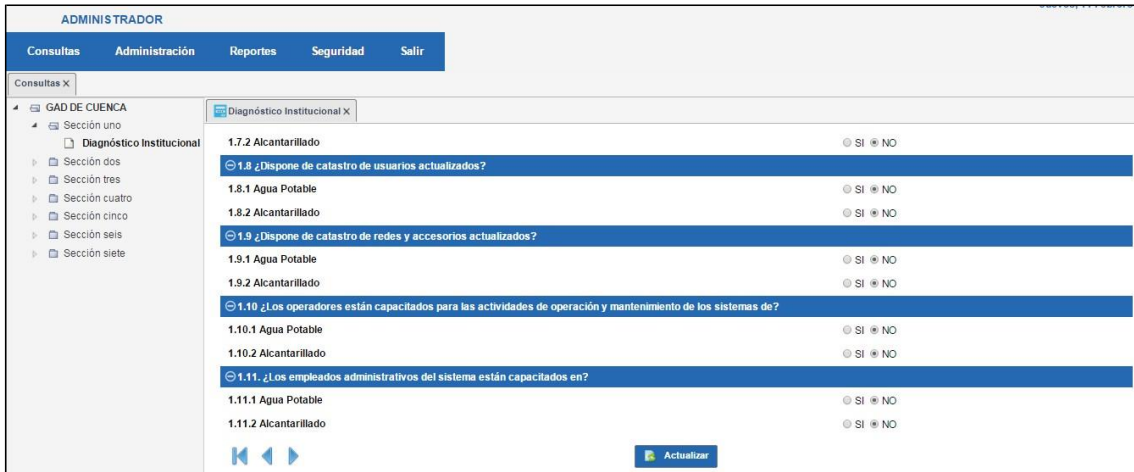 ADMINISTRADOR
Consultas Administración Reportes Seguridad Salir
Consultas X
GAD DE CUENCA
Sección uno
Diagnóstico Institucional
Sección dos
Sección tres
Sección cuatro
Sección cinco
Sección seis
Sección siete
Diagnóstico Institucional X
1.7.2 Alcantarillado SI NO
1.8 ¿Dispone de catastro de usuarios actualizados?
1.8.1 Agua Potable SI NO
1.8.2 Alcantarillado SI NO
1.9 ¿Dispone de catastro de redes y accesorios actualizados?
1.9.1 Agua Potable SI NO
1.9.2 Alcantarillado SI NO
1.10 ¿Los operadores están capacitados para las actividades de operación y mantenimiento de los sistemas de?
1.10.1 Agua Potable SI NO
1.10.2 Alcantarillado SI NO
1.11. ¿Los empleados administrativos del sistema están capacitados en?
1.11.1 Agua Potable SI NO
1.11.2 Alcantarillado SI NO
Actualizar